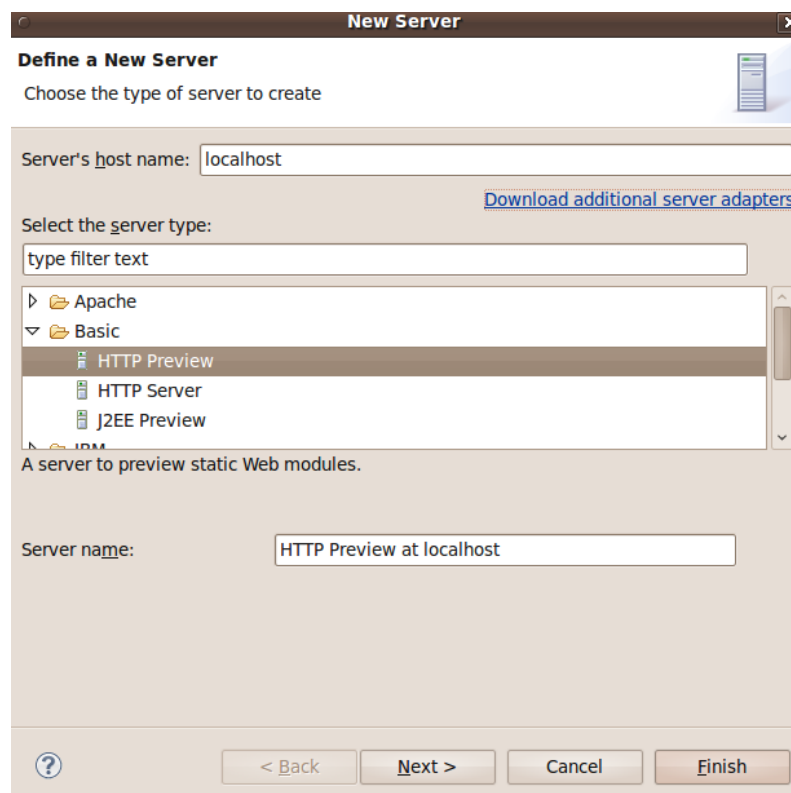 New Server
Define a New Server
Choose the type of server to create
Server's host name: localhost
Download additional server adapters
Select the server type:
type filter text
Apache
Basic
HTTP Preview
HTTP Server
J2EE Preview
IBM
A server to preview static Web modules.
Server name: HTTP Preview at localhost
? < Back Next > Cancel Finish